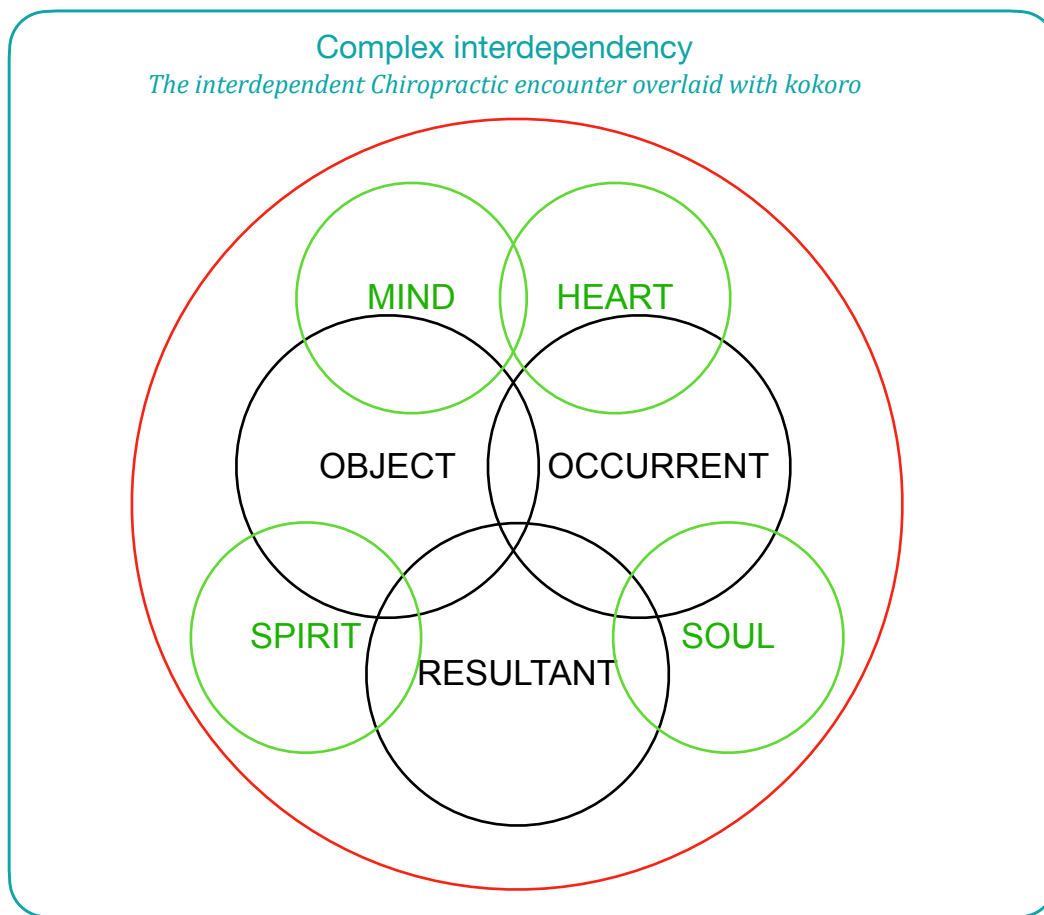 Complex interdependency
The interdependent Chiropractic encounter overlaid with kokoro
MIND HEART
OBJECT OCCURRENT
SPIRIT SOUL
RESULTANT